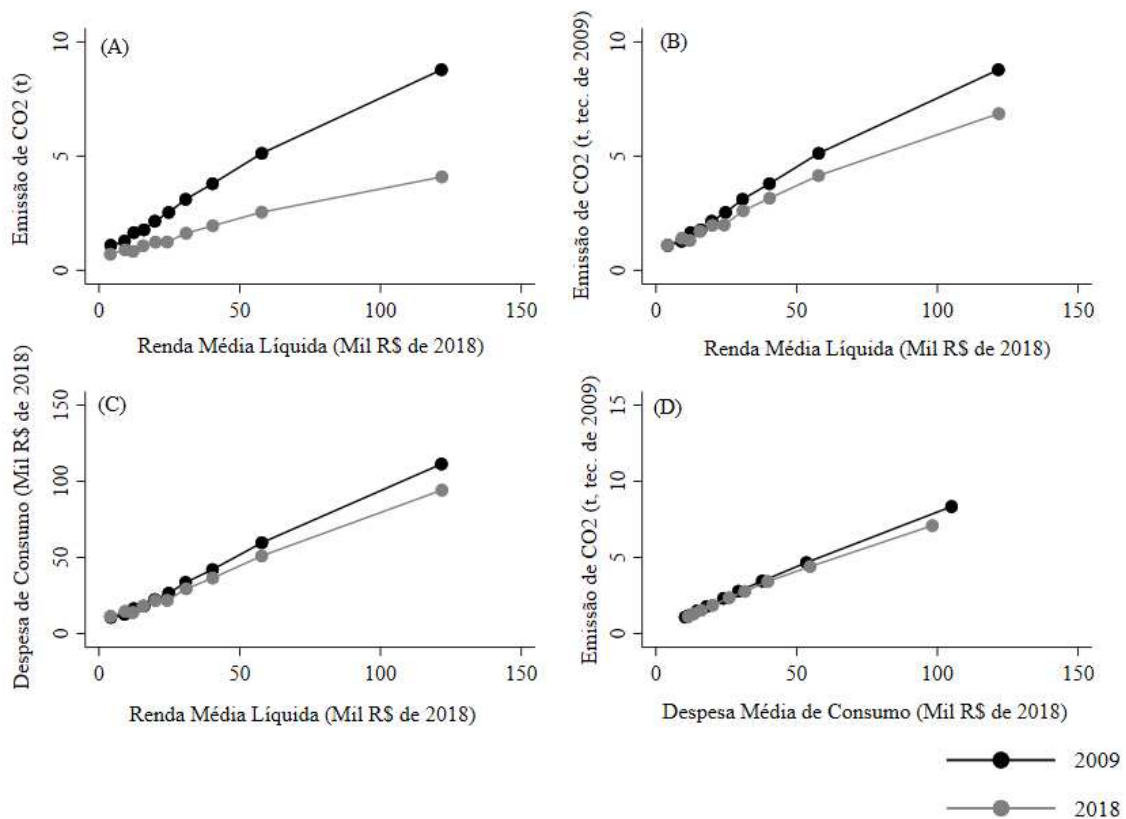 (A)
Emissão de CO2 (t)
10
5
0
0 50 100 150
Renda Média Líquida (Mil R$ de 2018)
(B)
Emissão de CO2 (t, tec. de 2009)
10
5
0
0 50 100 150
Renda Média Líquida (Mil R$ de 2018)
(C)
Despesa de Consumo (Mil R$ de 2018)
150
100
50
0
0 50 100 150
Renda Média Líquida (Mil R$ de 2018)
(D)
Emissão de CO2 (t, tec. de 2009)
15
10
5
0
0 50 100 150
Despesa Média de Consumo (Mil R$ de 2018)
2009
2018